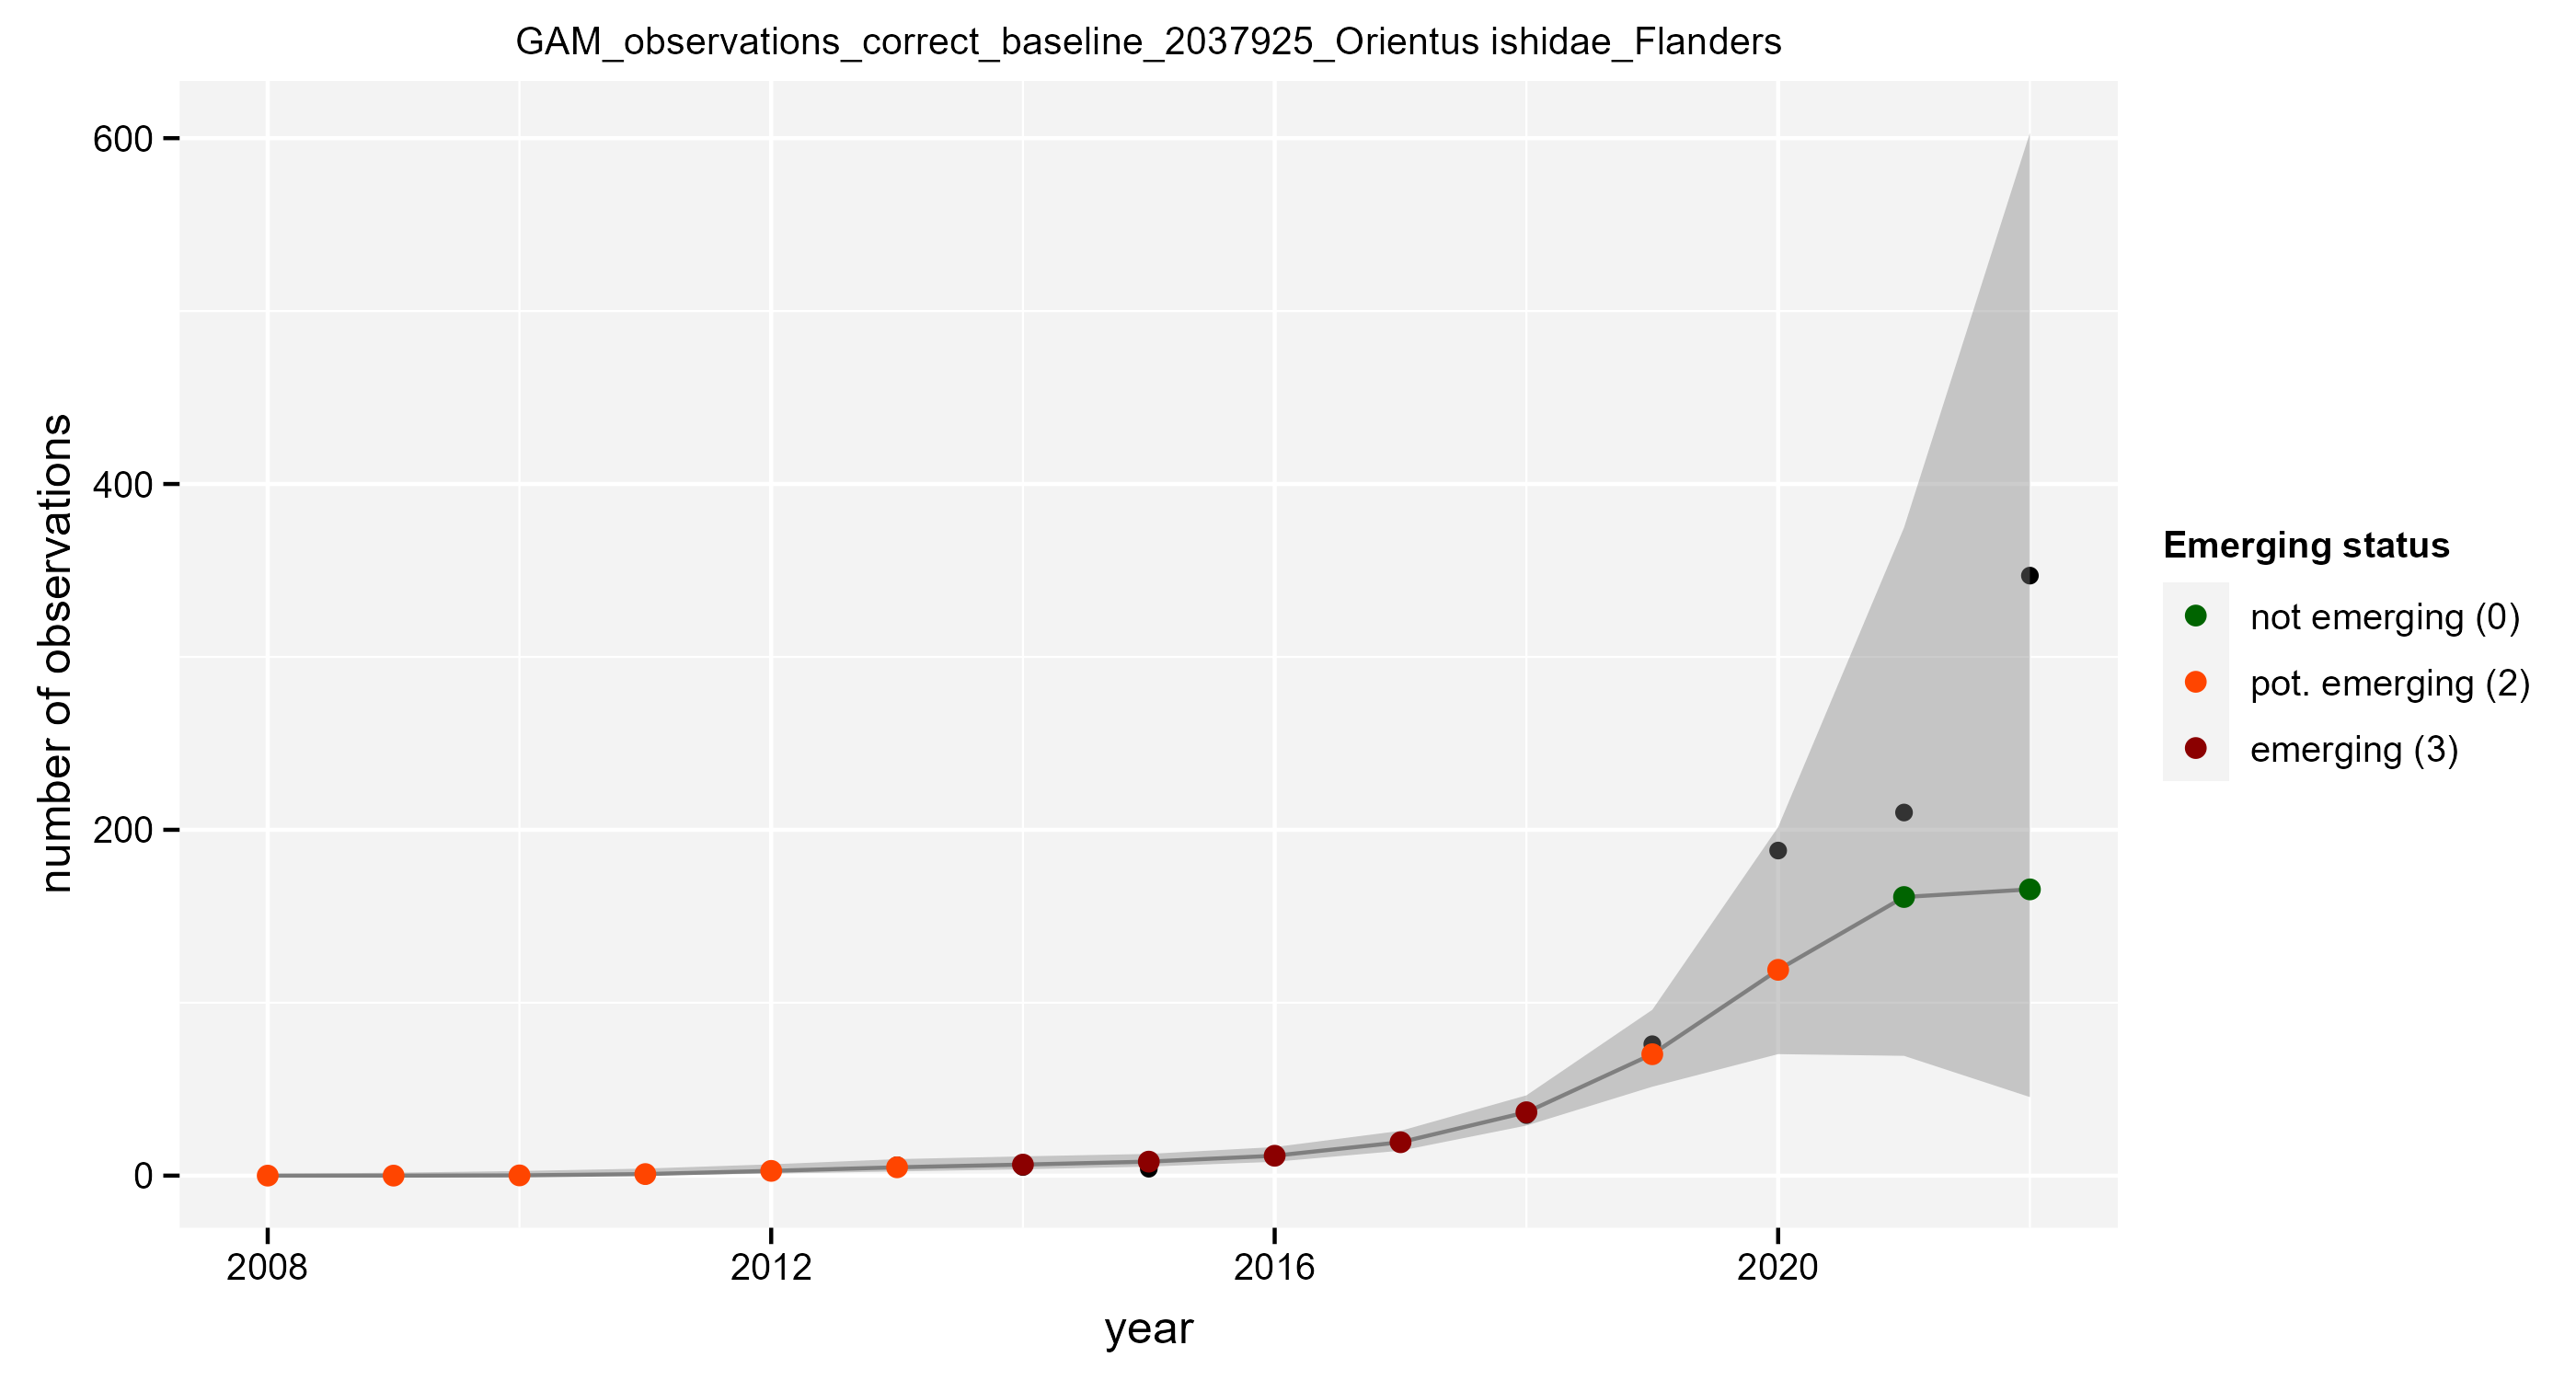 GAM_observations_correct_baseline_2037925_Orientus ishidae_Flanders
600
400
200
0
number of observations
2008
2012
2016
2020
year
Emerging status
not emerging (0)
pot. emerging (2)
emerging (3)